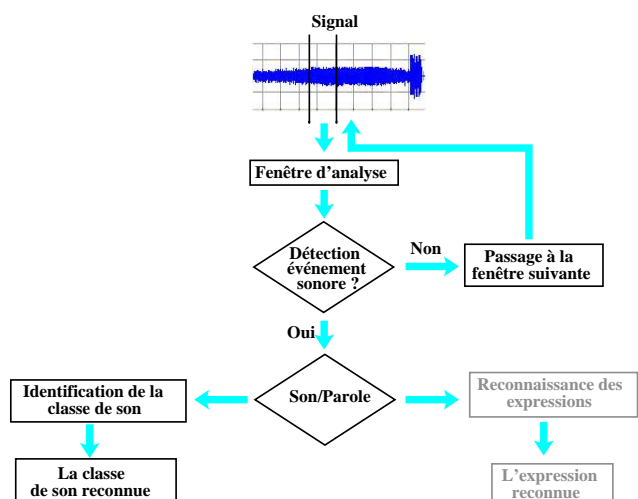 Signal
Fenêtre d'analyse
Détection
événement
sonore ?
Non
Passage à la
fenêtre suivante
Oui
Son/Parole
Identification de la
classe de son
Reconnaissance des
expressions
La classe
de son reconnue
L'expression
reconnue